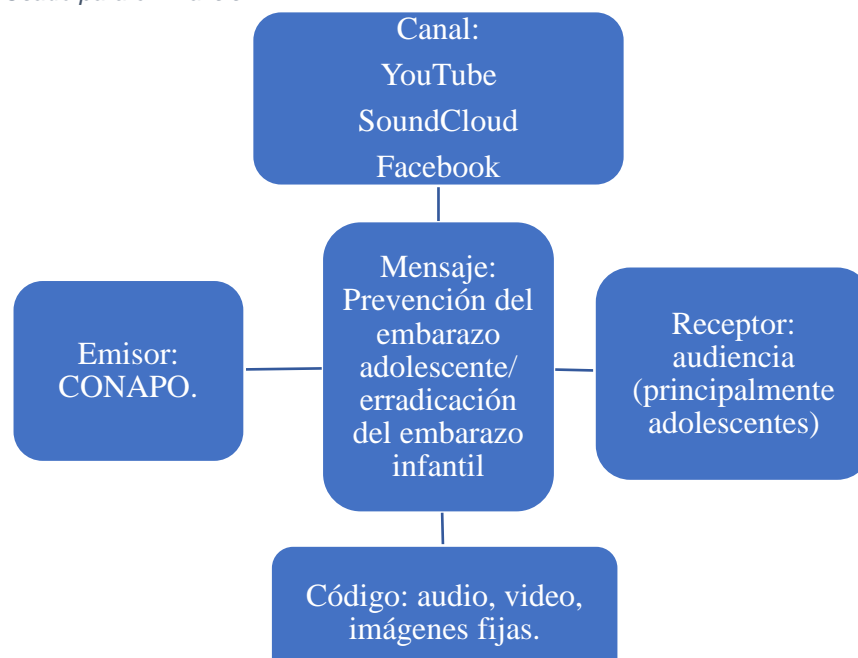 Canal:
YouTube
SoundCloud
Facebook
Mensaje:
Prevención del
embarazo
adolescente/
erradicación
del embarazo
infantil
Emisor:
CONAPO.
Receptor:
audiencia
(principalmente
adolescentes)
Código: audio, video,
imágenes fijas.